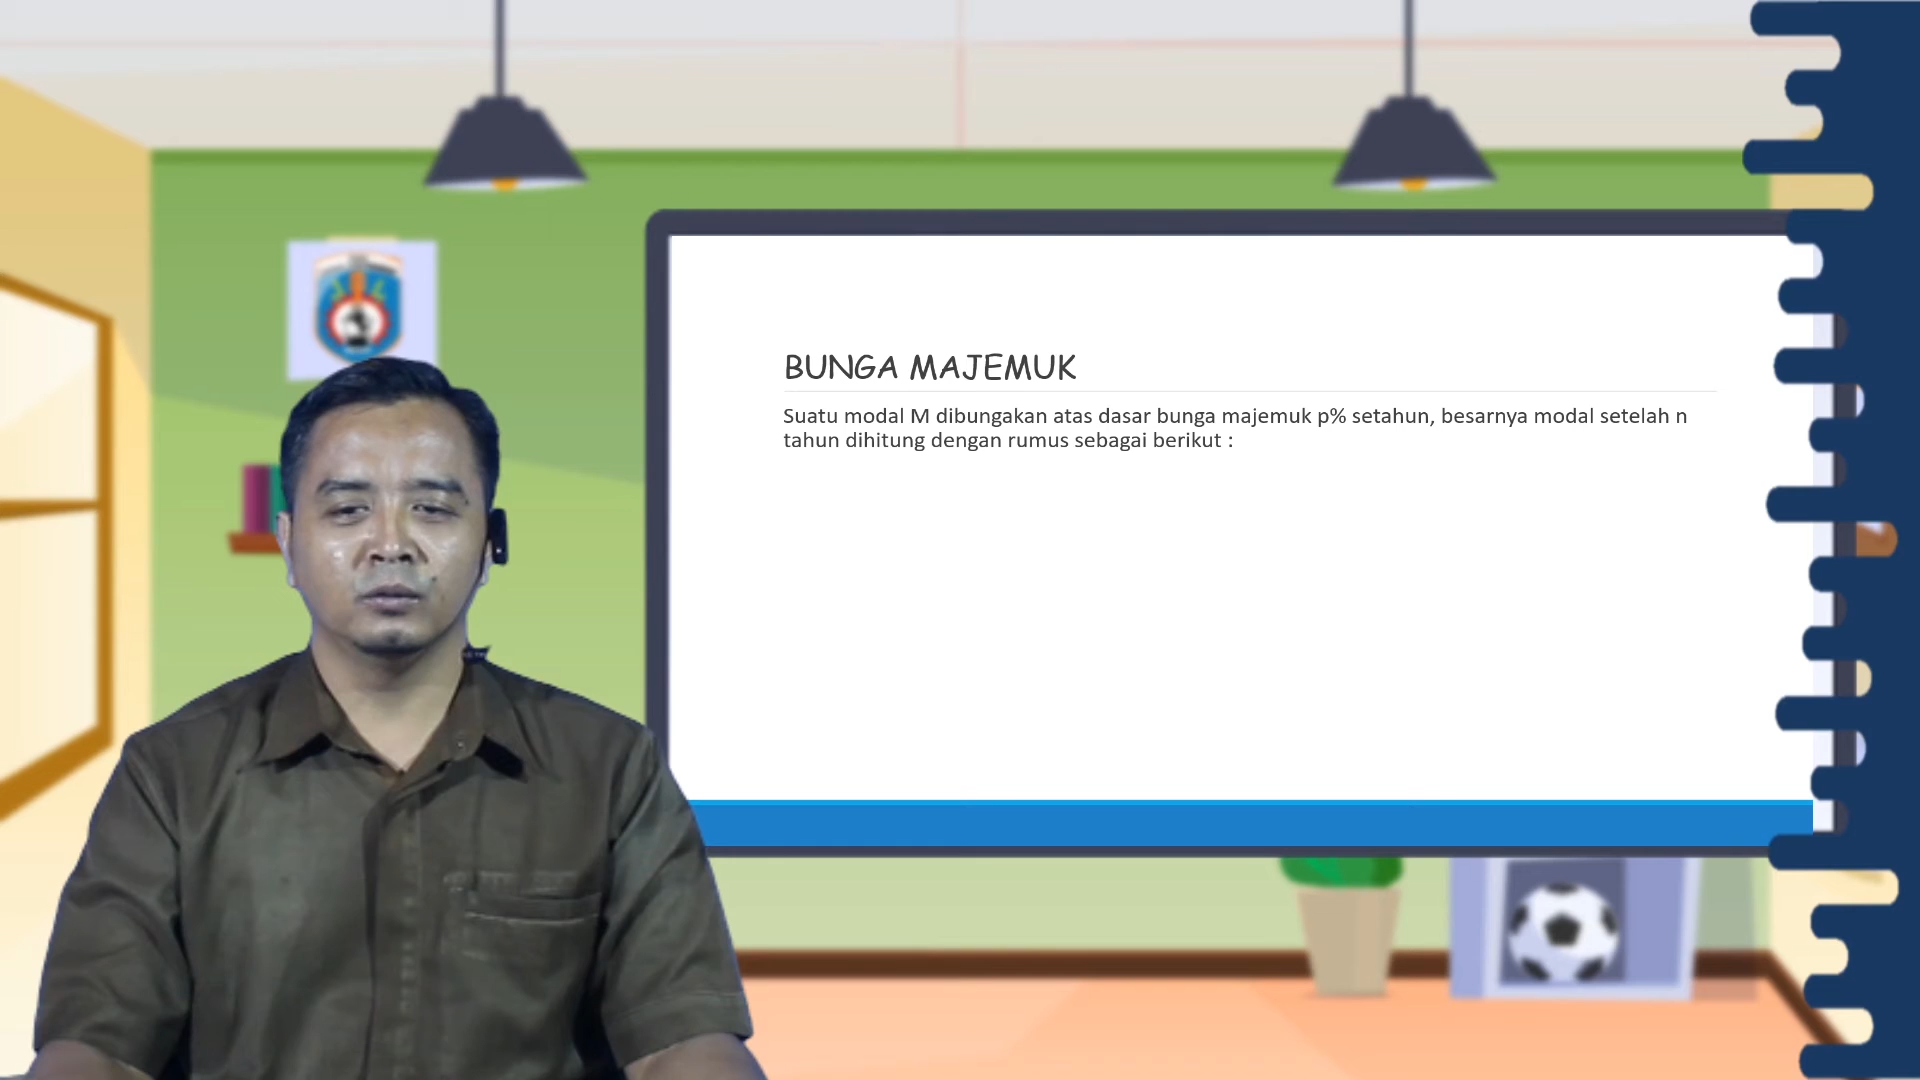 BUNGA MAJEMUK
Suatu modal M dibungakan atas dasar bunga majemuk p% setahun, besarnya modal setelah n
tahun dihitung dengan rumus sebagai berikut :